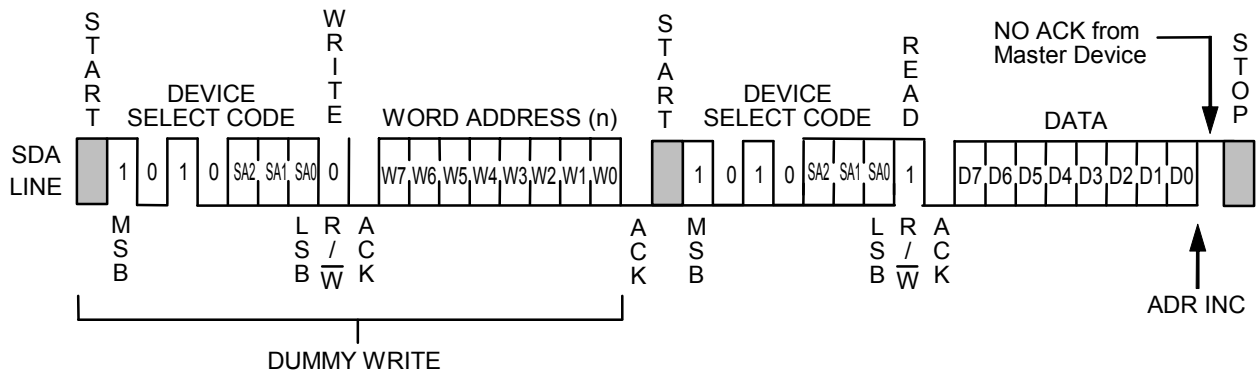 START
WRITE
START
READ
NO ACK from
Master Device
STOP
DEVICE
SELECT CODE
WORD ADDRESS (n)
DEVICE
SELECT CODE
DATA
SDA
LINE
1 0 1 0 SA2 SA1 SA0 0 W7 W6 W5 W4 W3 W2 W1 W0 1 0 1 0 SA2 SA1 SA0 1 D7 D6 D5 D4 D3 D2 D1 D0
MSB
LSB
R/W
ACK
ACK
MSB
LSB
R/W
ACK
ADR INC
DUMMY WRITE